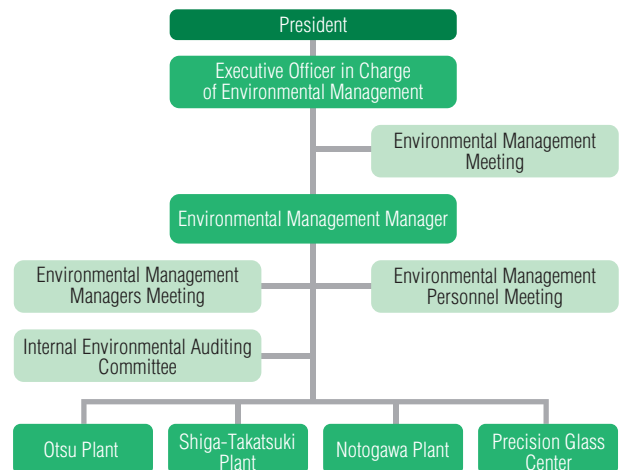 President
Executive Officer in Charge
of Environmental Management
Environmental Management
Meeting
Environmental Management Manager
Environmental Management
Managers Meeting
Environmental Management
Personnel Meeting
Internal Environmental Auditing
Committee
Otsu Plant
Shiga-Takatsuki
Plant
Notogawa Plant
Precision Glass
Center